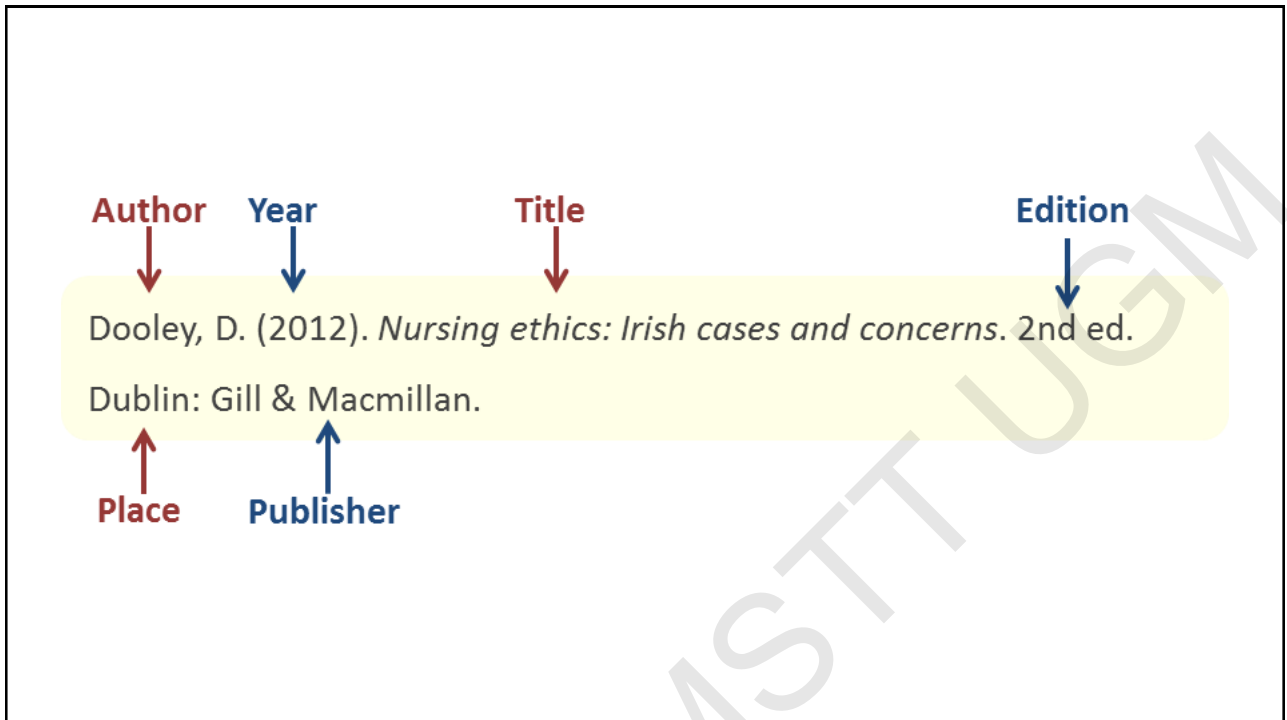 Author Year Title Edition
Dooley, D. (2012). Nursing ethics: Irish cases and concerns. 2nd ed.
Dublin: Gill & Macmillan.
Place Publisher
MSTT UGM